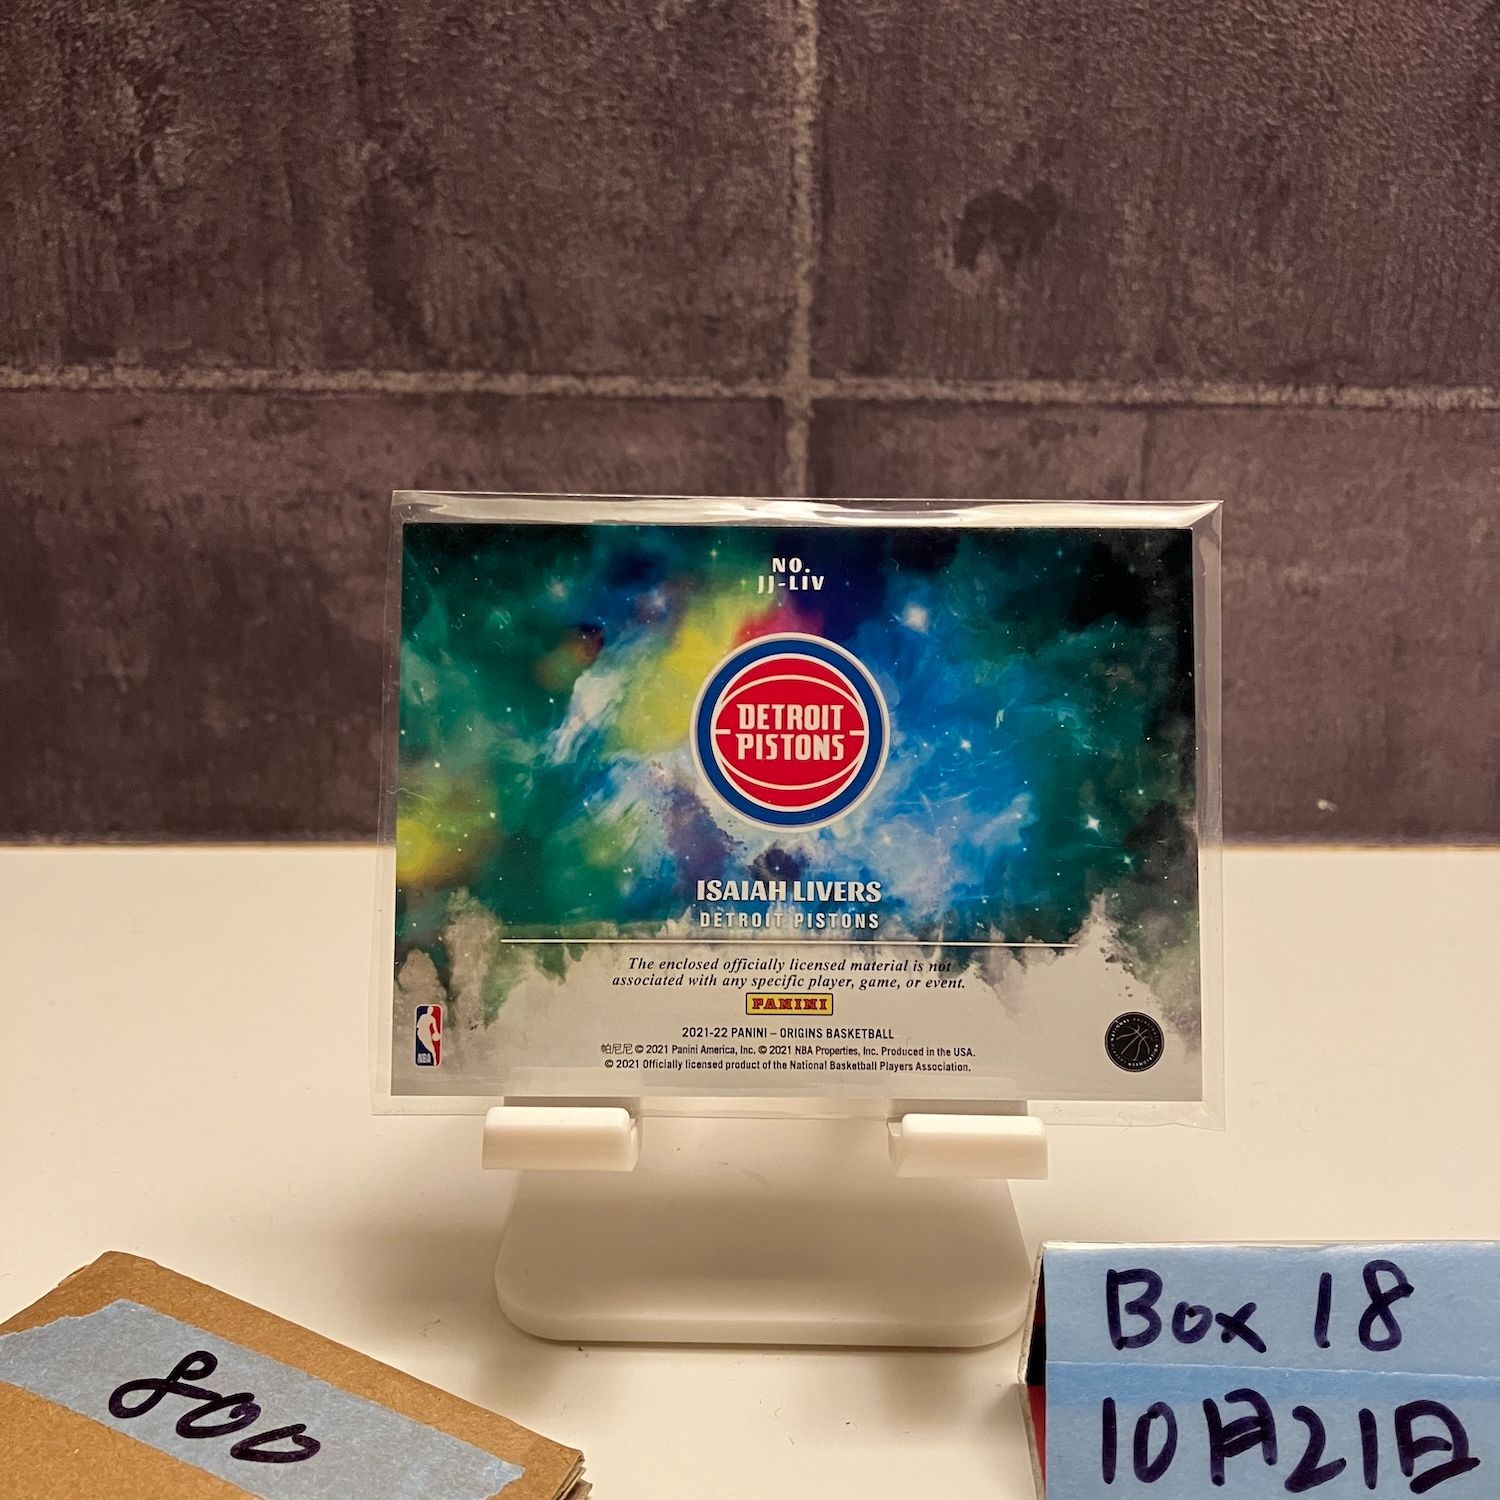 NO.
JJ-LIV
DETROIT
PISTONS
ISAIAH LIVERS
DETROIT PISTONS
The enclosed officially licensed material is not
associated with any specific player, game, or event.
PANINI
2021-22 PANINI – ORIGINS BASKETBALL
帕尼尼 © 2021 Panini America, Inc. © 2021 NBA Properties, Inc. Produced in the USA.
© 2021 Officially licensed product of the National Basketball Players Association.
NBA
800
Box 18
10月21日